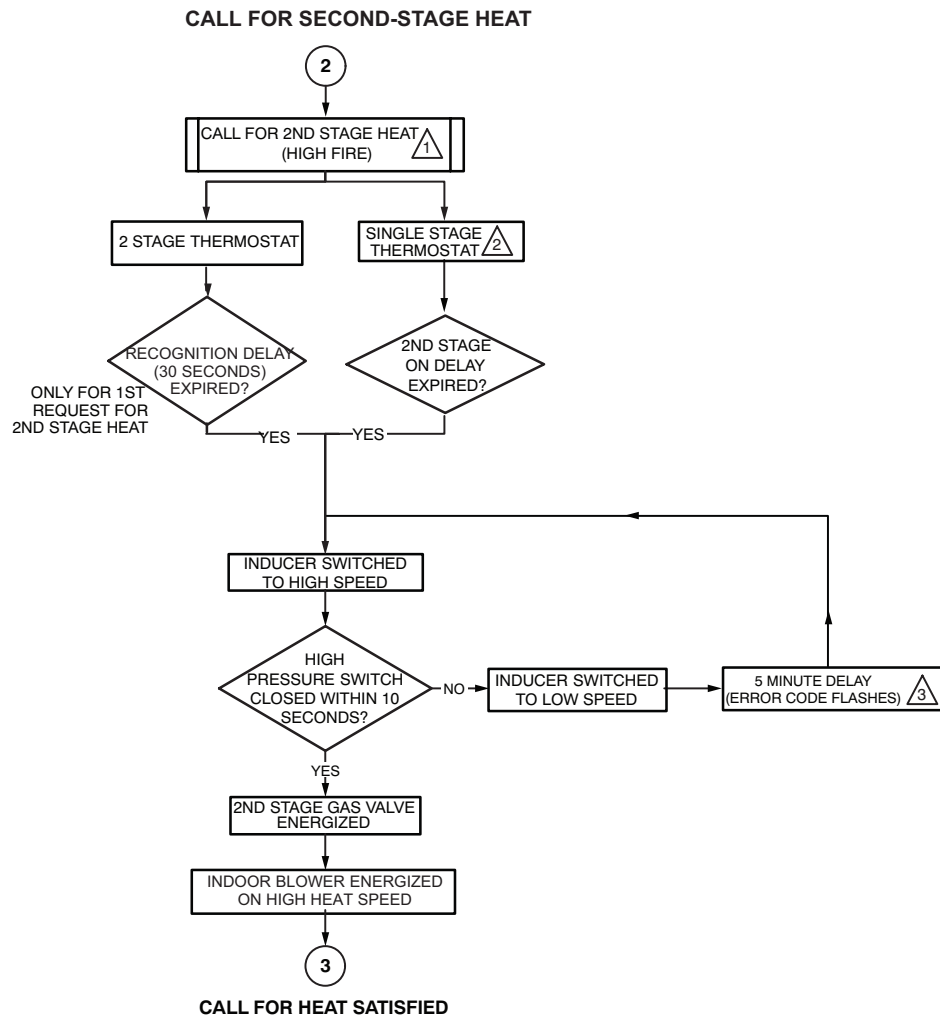 CALL FOR SECOND-STAGE HEAT
2
CALL FOR 2ND STAGE HEAT
(HIGH FIRE)
1
2 STAGE THERMOSTAT
SINGLE STAGE
THERMOSTAT
2
RECOGNITION DELAY
(30 SECONDS)
EXPIRED?
2ND STAGE
ON DELAY
EXPIRED?
ONLY FOR 1ST
REQUEST FOR
2ND STAGE HEAT
YES
YES
INDUCER SWITCHED
TO HIGH SPEED
HIGH
PRESSURE SWITCH
CLOSED WITHIN 10
SECONDS?
NO
INDUCER SWITCHED
TO LOW SPEED
5 MINUTE DELAY
(ERROR CODE FLASHES)
3
YES
2ND STAGE GAS VALVE
ENERGIZED
INDOOR BLOWER ENERGIZED
ON HIGH HEAT SPEED
3
CALL FOR HEAT SATISFIED